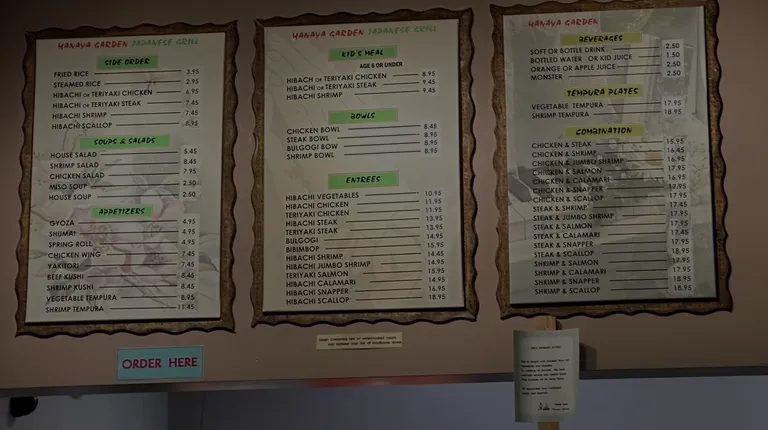 HANAYA GARDEN JAPANESE GRILL
SIDE ORDER
FRIED RICE 3.95
STEAMED RICE 2.95
HIBACHI OR TERIYAKI CHICKEN 6.95
HIBACHI OR TERIYAKI STEAK 7.45
HIBACHI SHRIMP 7.45
HIBACHI SCALLOP 8.95
SOUPS & SALADS
HOUSE SALAD 5.45
SHRIMP SALAD 8.45
CHICKEN SALAD 7.95
MISO SOUP 2.50
HOUSE SOUP 2.50
APPETIZERS
GYOZA 4.95
SHUMAI 4.95
SPRING ROLL 4.95
CHICKEN WING 7.45
YAKITORI 7.45
BEEF KUSHI 8.45
SHRIMP KUSHI 8.45
VEGETABLE TEMPURA 8.95
SHRIMP TEMPURA 11.45
HANAYA GARDEN JAPANESE GRILL
KID'S MEAL
AGE 8 OR UNDER
HIBACHI OR TERIYAKI CHICKEN 8.95
HIBACHI OR TERIYAKI STEAK 9.45
HIBACHI SHRIMP 9.45
BOWLS
CHICKEN BOWL 8.45
STEAK BOWL 8.95
BULGOGI BOW 8.95
SHRIMP BOWL 8.95
ENTREES
HIBACHI VEGETABLES 10.95
HIBACHI CHICKEN 11.95
TERIYAKI CHICKEN 11.95
HIBACHI STEAK 13.95
TERIYAKI STEAK 13.95
BULGOGI 14.95
BIBIMBOP 15.95
HIBACHI SHRIMP 14.45
HIBACHI JUMBO SHRIMP 14.95
TERIYAKI SALMON 15.95
HIBACHI CALAMARI 14.95
HIBACHI SNAPPER 16.95
HIBACHI SCALLOP 18.95
HANAYA GARDEN
BEVERAGES
SOFT OR BOTTLE DRINK 2.50
BOTTLED WATER OR KID JUICE 1.50
ORANGE OR APPLE JUICE 2.50
MONSTER 2.50
TEMPURA PLATES
VEGETABLE TEMPURA 17.95
SHRIMP TEMPURA 18.95
COMBINATION
CHICKEN & STEAK 15.95
CHICKEN & SHRIMP 16.45
CHICKEN & JUMBO SHRIMP 16.95
CHICKEN & SALMON 17.95
CHICKEN & CALAMARI 16.95
CHICKEN & SNAPPER 17.95
CHICKEN & SCALLOP 17.95
STEAK & SHRIMP 17.45
STEAK & JUMBO SHRIMP 17.95
STEAK & SALMON 17.95
STEAK & CALAMARI 17.45
STEAK & SNAPPER 17.95
STEAK & SCALLOP 18.95
SHRIMP & SALMON 17.95
SHRIMP & CALAMARI 17.95
SHRIMP & SNAPPER 18.95
SHRIMP & SCALLOP 18.95
ORDER HERE